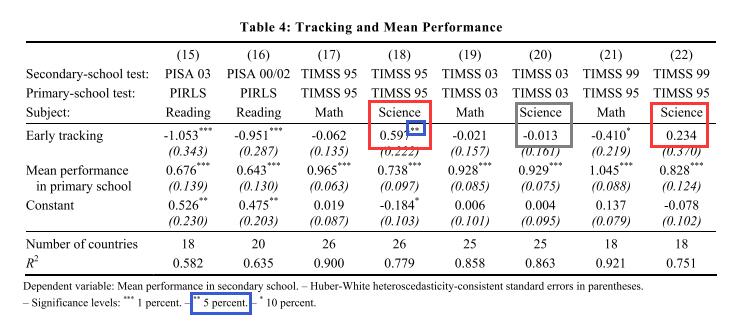 Table 4: Tracking and Mean Performance
(15) (16) (17) (18) (19) (20) (21) (22)
Secondary-school test: PISA 03 PISA 00/02 TIMSS 95 TIMSS 95 TIMSS 03 TIMSS 03 TIMSS 99 TIMSS 99
Primary-school test: PIRLS PIRLS TIMSS 95 TIMSS 95 TIMSS 95 TIMSS 95 TIMSS 95 TIMSS 95
Subject: Reading Reading Math Science Math Science Math Science
Early tracking -1.053*** -0.951*** -0.062 0.597** -0.021 -0.013 -0.410* 0.234
(0.343) (0.287) (0.135) (0.222) (0.157) (0.161) (0.219) (0.370)
Mean performance 0.676*** 0.643*** 0.965*** 0.738*** 0.928*** 0.929*** 1.045*** 0.828***
in primary school (0.139) (0.130) (0.063) (0.097) (0.085) (0.075) (0.088) (0.124)
Constant 0.526** 0.475** 0.019 -0.184* 0.006 0.004 0.137 -0.078
(0.230) (0.203) (0.087) (0.103) (0.101) (0.095) (0.079) (0.102)
Number of countries 18 20 26 26 25 25 18 18
R² 0.582 0.635 0.900 0.779 0.858 0.863 0.921 0.751
Dependent variable: Mean performance in secondary school. – Huber-White heteroscedasticity-consistent standard errors in parentheses.
– Significance levels: *** 1 percent. – ** 5 percent. – * 10 percent.